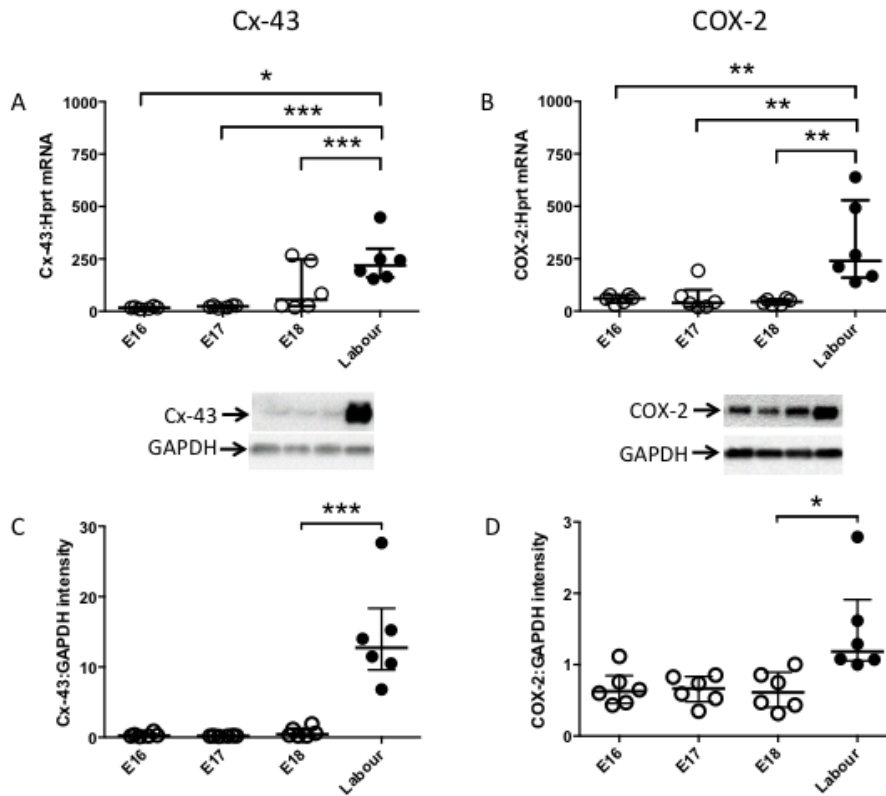 Cx-43
COX-2
A
Cx-43:Hprt mRNA
1000
750
500
250
0
*
***
***
E16
E17
E18
Labour
B
COX-2:Hprt mRNA
1000
750
500
250
0
**
**
**
E16
E17
E18
Labour
Cx-43
GAPDH
COX-2
GAPDH
C
Cx-43:GAPDH intensity
30
20
10
0
***
E16
E17
E18
Labour
D
COX-2:GAPDH intensity
3
2
1
0
*
E16
E17
E18
Labour